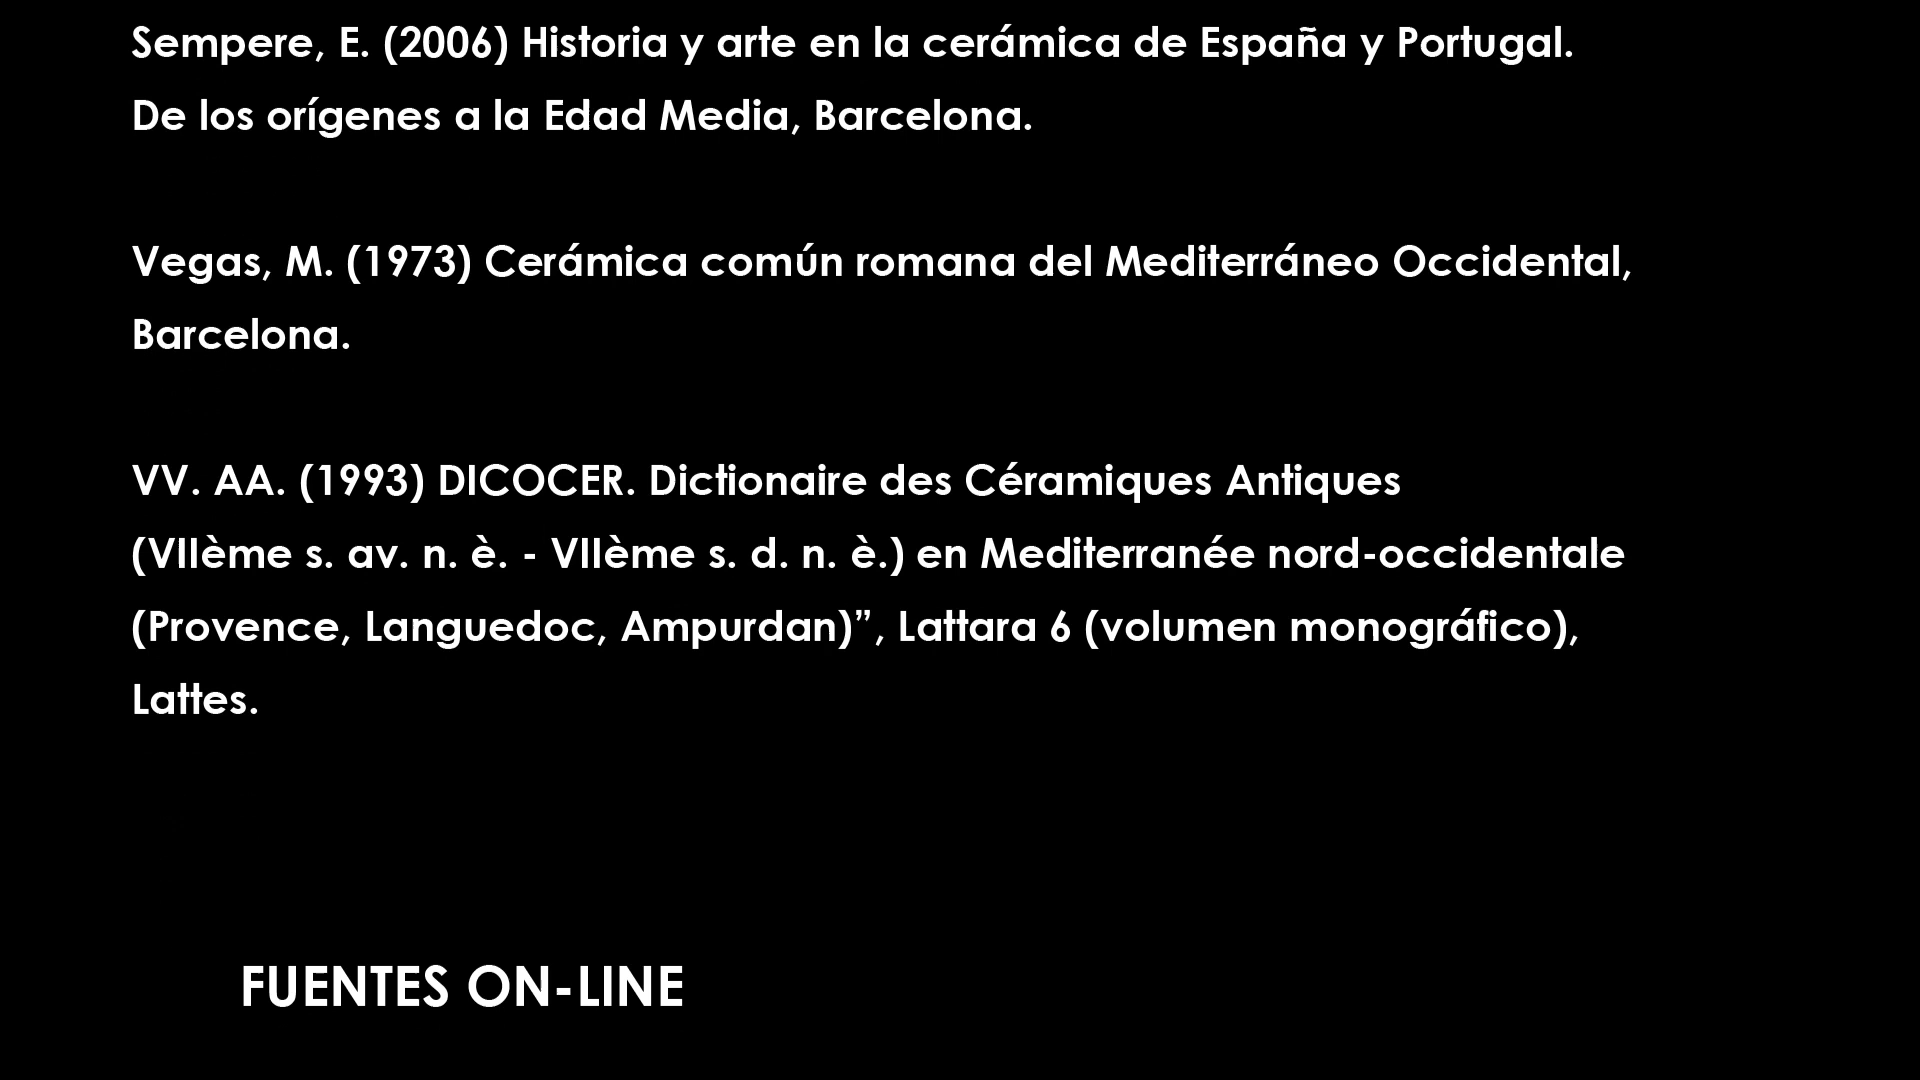 Sempere, E. (2006) Historia y arte en la cerámica de España y Portugal.
De los orígenes a la Edad Media, Barcelona.
Vegas, M. (1973) Cerámica común romana del Mediterráneo Occidental,
Barcelona.
VV. AA. (1993) DICOCER. Dictionaire des Céramiques Antiques
(VIIème s. av. n. è. - VIIème s. d. n. è.) en Mediterranée nord-occidentale
(Provence, Languedoc, Ampurdan)”, Lattara 6 (volumen monográfico),
Lattes.
FUENTES ON-LINE